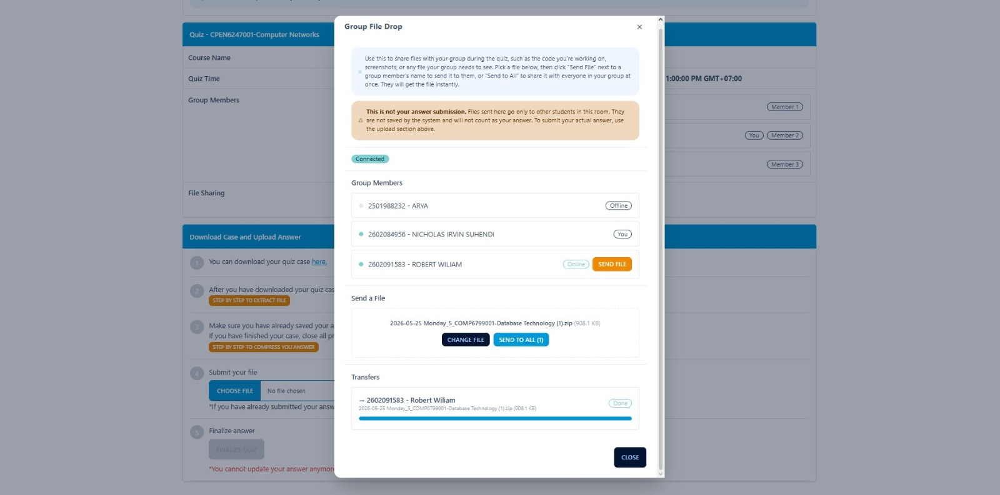 Quiz - CPEN6247001-Computer Networks
Course Name
Quiz Time
1:00:00 PM GMT+07:00
Group Members
Member 1
You
Member 2
Member 3
File Sharing
Download Case and Upload Answer
1
You can download your quiz case here.
2
After you have downloaded your quiz cas
STEP BY STEP TO EXTRACT FILE
3
Make sure you have already saved your a
If you have finished your case, close all pr
STEP BY STEP TO COMPRESS YOU ANSWER
4
Submit your file
CHOOSE FILE
No file chosen
*If you have already submitted your answ
5
Finalize answer
FINALIZE QUIZ
*You cannot update your answer anymore
Group File Drop
×
Use this to share files with your group during the quiz, such as the code you're working on,
screenshots, or any file your group needs to see. Pick a file below, then click "Send File" next to a
group member's name to send it to them, or "Send to All" to share it with everyone in your group at
once. They will get the file instantly.
This is not your answer submission. Files sent here go only to other students in this room. They
are not saved by the system and will not count as your answer. To submit your actual answer, use
the upload section above.
Connected
Group Members
2501988232 - ARYA
Offline
2602084956 - NICHOLAS IRVIN SUHENDI
You
2602091583 - ROBERT WILIAM
Online
SEND FILE
Send a File
2026-05-25 Monday_5_COMP6799001-Database Technology (1).zip (908.1 KB)
CHANGE FILE
SEND TO ALL (1)
Transfers
→ 2602091583 - Robert Wiliam
2026-05-25 Monday_5_COMP6799001-Database Technology (1).zip (908.1 KB)
Done
CLOSE